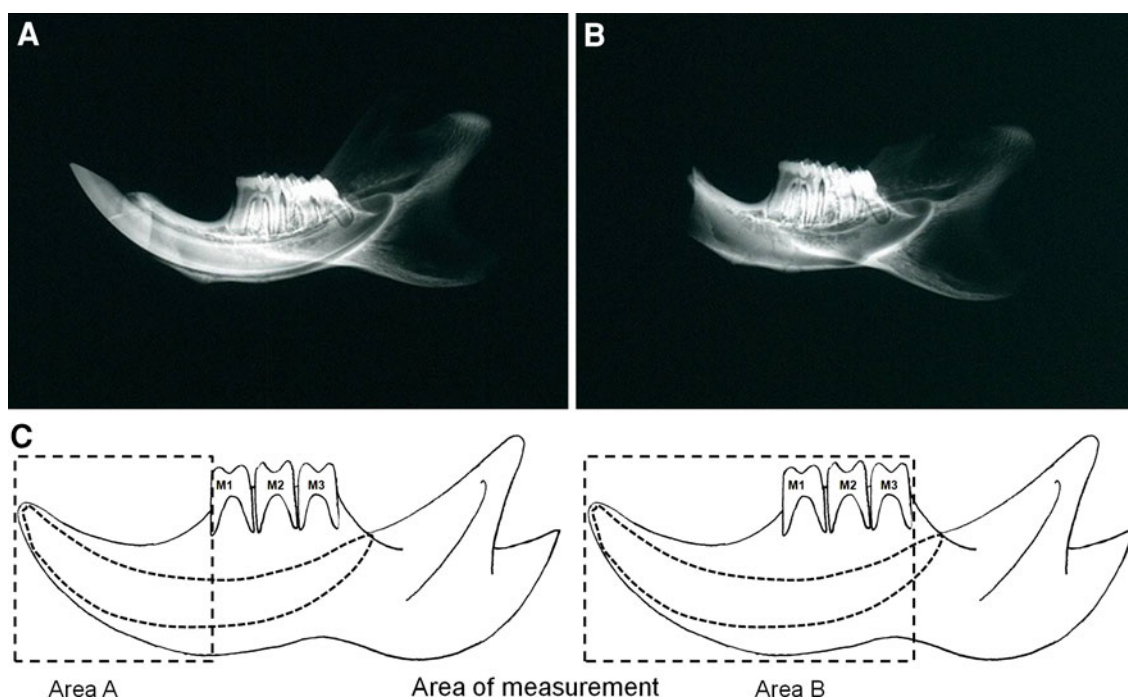 A
B
C
M1 M2 M3
M1 M2 M3
Area A
Area of measurement
Area B